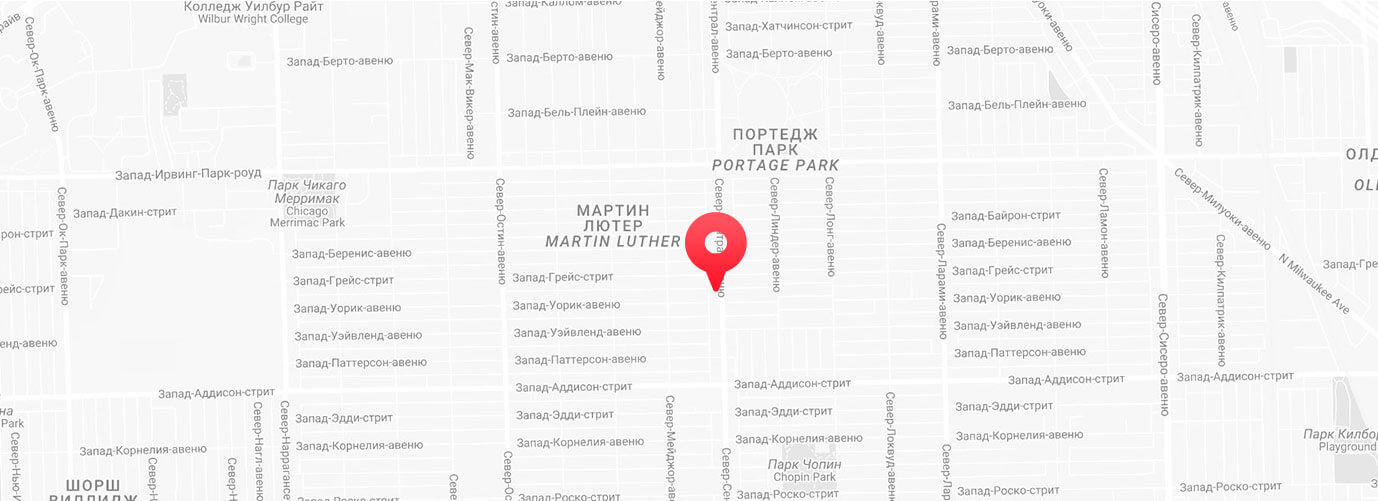 Колледж Уилбур Райт
Wilbur Wright College
Север-Ок-Парк-авеню
Запад-Берто-авеню
Север-Мак-Викер-авеню
Запад-Каллом-авеню
Запад-Берто-авеню
Запад-Бель-Плейн-авеню
Запад-Хатчинсон-стрит
Запад-Берто-авеню
Запад-Берто-авеню
Запад-Бель-Плейн-авеню
Север-Сисеро-авеню
Север-Килпатрик-авеню
ПОРТЕДЖ
ПАРК
PORTAGE PARK
Запад-Ирвинг-Парк-роуд
Парк Чикаго
Мерримак
Chicago
Merrimac Park
Север-Ок-Парк-авеню
Запад-Дакин-стрит
МАРТИН
ЛЮТЕР
MARTIN LUTHER
Север-Остин-авеню
Север-Линдер-авеню
Север-Лонг-авеню
Север-Ларами-авеню
Север-Ламон-авеню
Север-Милуоки-авеню
N Milwaukee Ave
Север-Килпатрик-авеню
Север-Сисеро-авеню
Запад-Беренис-авеню
Запад-Грейс-стрит
Запад-Уорик-авеню
Запад-Уэйвленд-авеню
Запад-Паттерсон-авеню
Запад-Грейс-стрит
Запад-Уорик-авеню
Запад-Уэйвленд-авеню
Запад-Паттерсон-авеню
Запад-Аддисон-стрит
Запад-Байрон-стрит
Запад-Беренис-авеню
Запад-Грейс-стрит
Запад-Уорик-авеню
Запад-Уэйвленд-авеню
Запад-Паттерсон-авеню
Запад-Аддисон-стрит
Запад-Аддисон-стрит
Запад-Аддисон-стрит
Запад-Аддисон-стрит
Запад-Эдди-стрит
Запад-Корнелия-авеню
Запад-Корнелия-авеню
Запад-Эдди-стрит
Запад-Корнелия-авеню
Запад-Эдди-стрит
Запад-Корнелия-авеню
Запад-Эдди-стрит
Запад-Корнелия-авеню
Север-Нагл-авеню
Север-Мейджор-авеню
Север-Локвуд-авеню
Парк Чопин
Chopin Park
Playground
Park
ШОРШ
ВИЛЛИДЖ
Запад-Роско-стрит
Запад-Роско-стрит
Запад-Роско-стрит
Запад-Роско-стрит